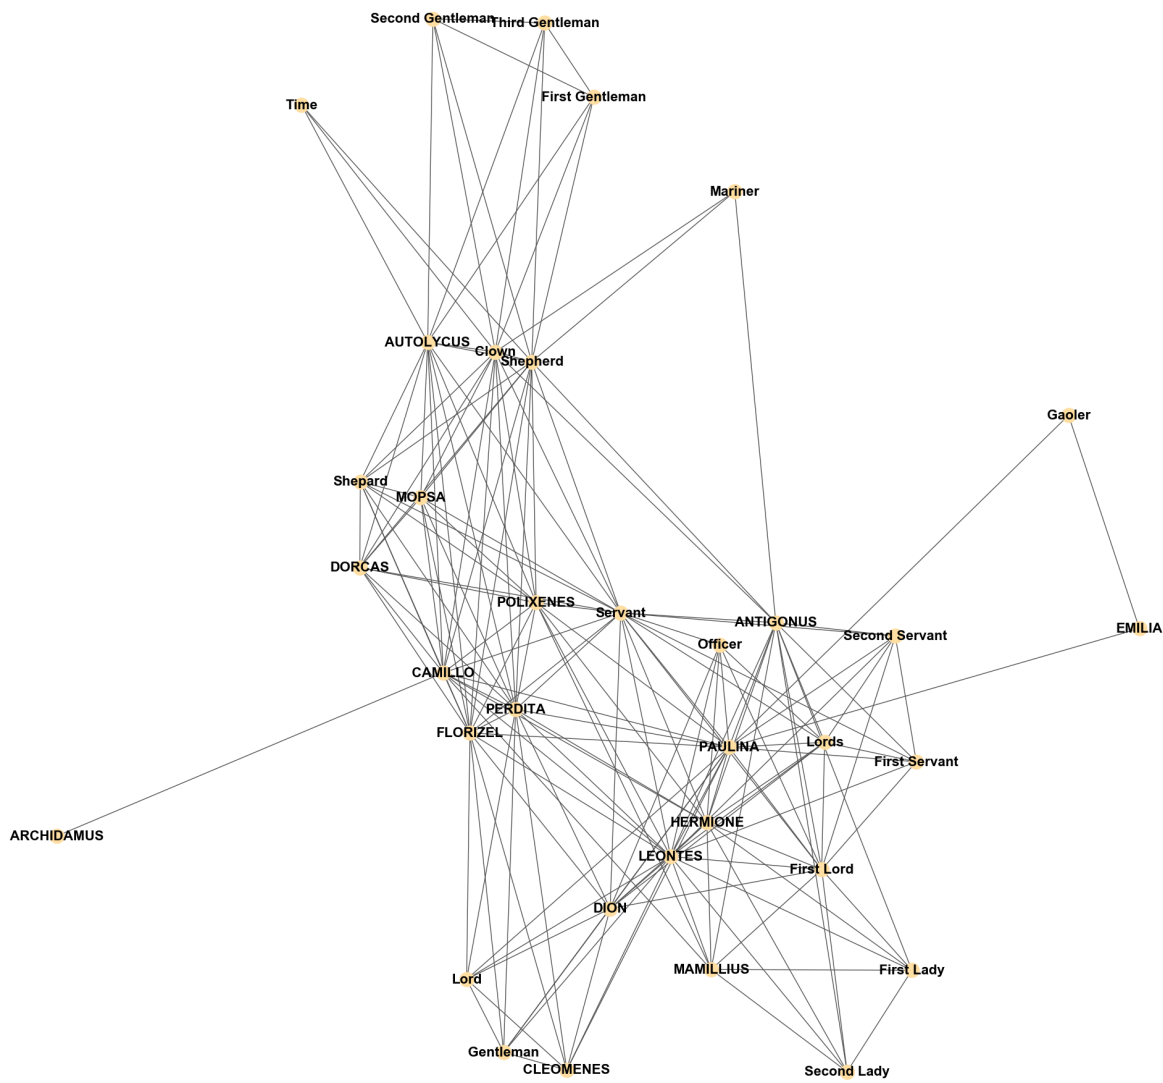 Second Gentleman
Third Gentleman
First Gentleman
Time
Mariner
AUTOLYCUS
Clown
Shepherd
Gaoler
Shepard
MOPSA
DORCAS
POLIXENES
Servant
ANTIGONUS
EMILIA
Second Servant
Officer
CAMILLO
PERDITA
FLORIZEL
Lords
PAULINA
First Servant
HERMIONE
ARCHIDAMUS
LEONTES
First Lord
DION
MAMILLIUS
First Lady
Lord
Gentleman
CLEOMENES
Second Lady